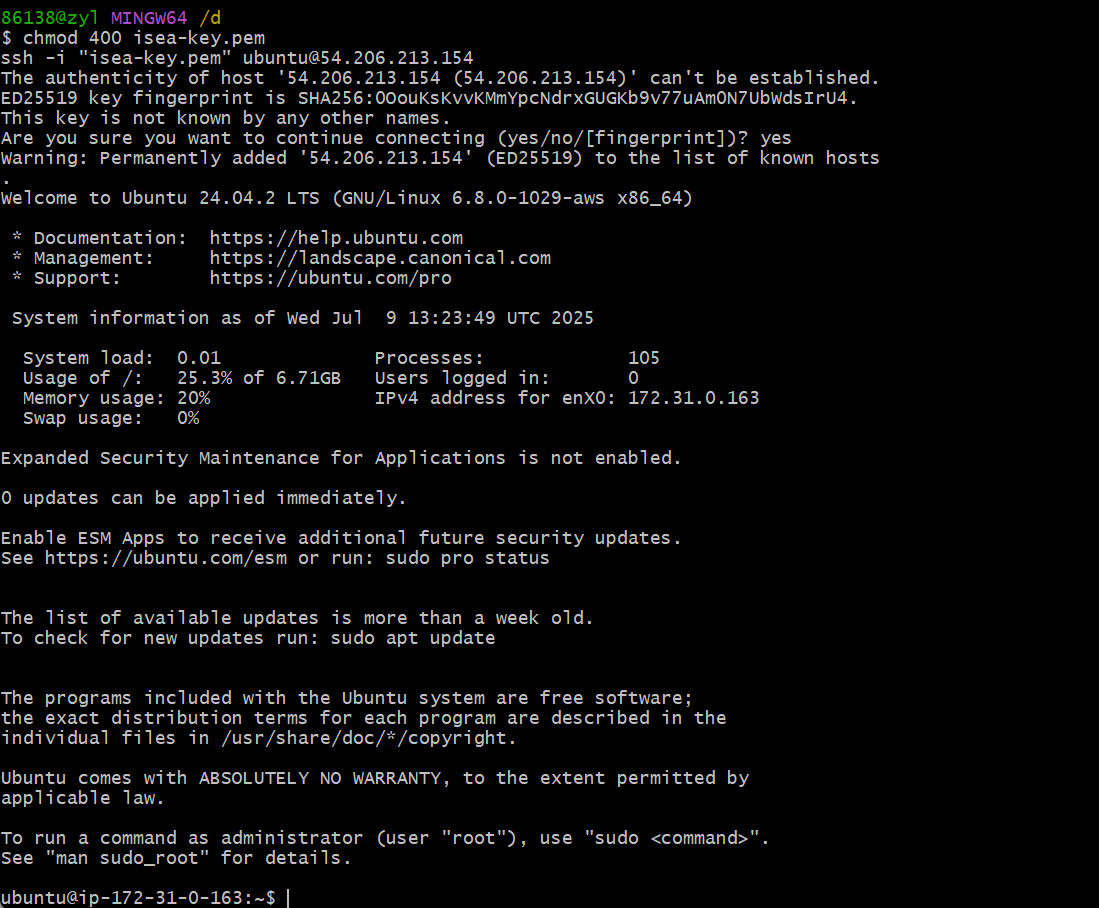 86138@zyl MINGW64 /d
$ chmod 400 isea-key.pem
ssh -i "isea-key.pem" ubuntu@54.206.213.154
The authenticity of host '54.206.213.154 (54.206.213.154)' can't be established.
ED25519 key fingerprint is SHA256:OOouKsKvvKMmYpcNdrxGUGKb9v77uAm0N7UbWdsIrU4.
This key is not known by any other names.
Are you sure you want to continue connecting (yes/no/[fingerprint])? yes
Warning: Permanently added '54.206.213.154' (ED25519) to the list of known hosts
.
Welcome to Ubuntu 24.04.2 LTS (GNU/Linux 6.8.0-1029-aws x86_64)

 * Documentation:  https://help.ubuntu.com
 * Management:     https://landscape.canonical.com
 * Support:        https://ubuntu.com/pro

 System information as of Wed Jul  9 13:23:49 UTC 2025

  System load:  0.01              Processes:             105
  Usage of /:   25.3% of 6.71GB   Users logged in:       0
  Memory usage: 20%               IPv4 address for enX0: 172.31.0.163
  Swap usage:   0%

Expanded Security Maintenance for Applications is not enabled.

0 updates can be applied immediately.

Enable ESM Apps to receive additional future security updates.
See https://ubuntu.com/esm or run: sudo pro status


The list of available updates is more than a week old.
To check for new updates run: sudo apt update


The programs included with the Ubuntu system are free software;
the exact distribution terms for each program are described in the
individual files in /usr/share/doc/*/copyright.

Ubuntu comes with ABSOLUTELY NO WARRANTY, to the extent permitted by
applicable law.

To run a command as administrator (user "root"), use "sudo <command>".
See "man sudo_root" for details.

ubuntu@ip-172-31-0-163:~$